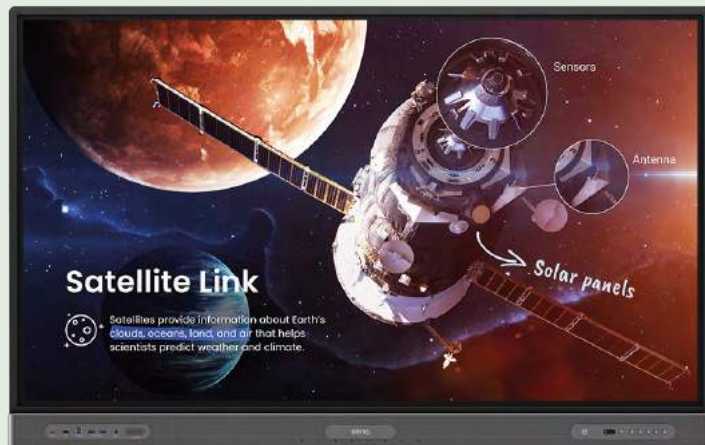 Sensors
Antenna
Solar panels
Satellite Link
Satellites provide information about Earth's
clouds, oceans, land, and air that helps
scientists predict weather and climate.
BenQ